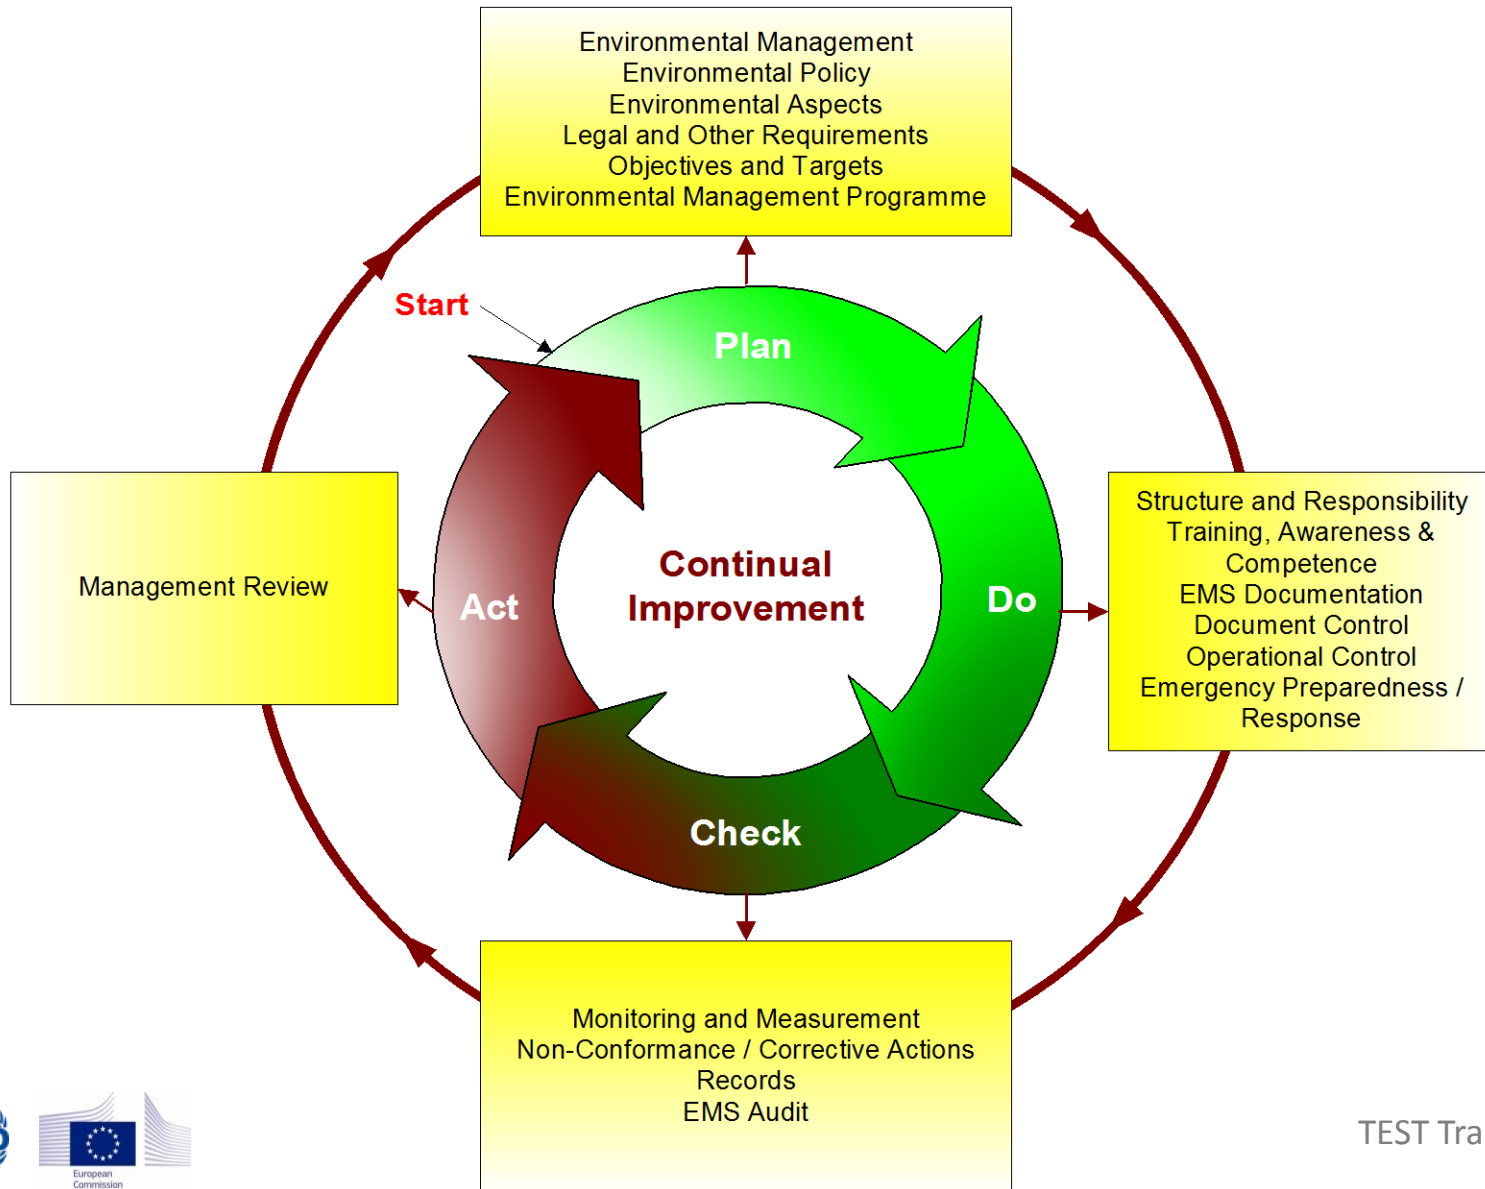 Environmental Management
Environmental Policy
Environmental Aspects
Legal and Other Requirements
Objectives and Targets
Environmental Management Programme
Start
Plan
Structure and Responsibility
Training, Awareness &
Competence
EMS Documentation
Document Control
Operational Control
Emergency Preparedness /
Response
Continual
Improvement
Do
Act
Management Review
Check
Monitoring and Measurement
Non-Conformance / Corrective Actions
Records
EMS Audit
European
Commission
TEST Tra